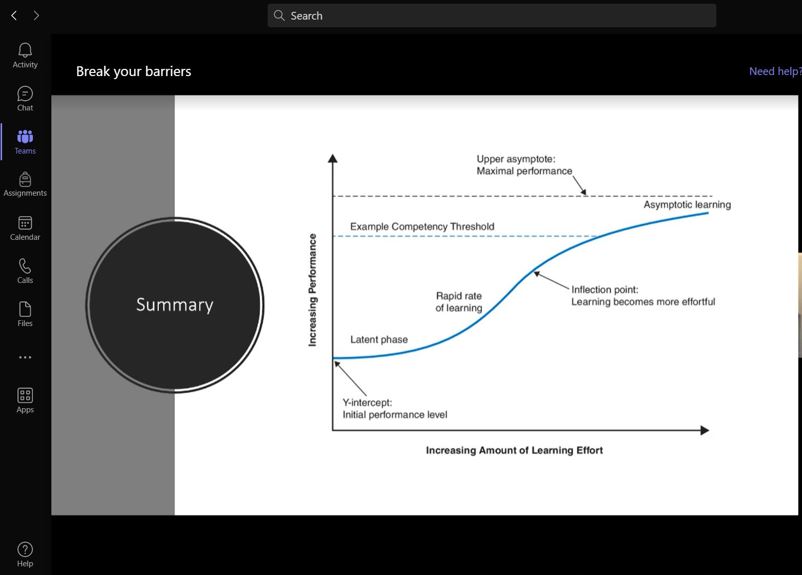 Search
Activity
Chat
Teams
Assignments
Calendar
Calls
Files
Apps
Help
Break your barriers
Need help?
Summary
Upper asymptote:
Maximal performance
Asymptotic learning
Example Competency Threshold
Inflection point:
Learning becomes more effortful
Rapid rate
of learning
Latent phase
Y-intercept:
Initial performance level
Increasing Performance
Increasing Amount of Learning Effort